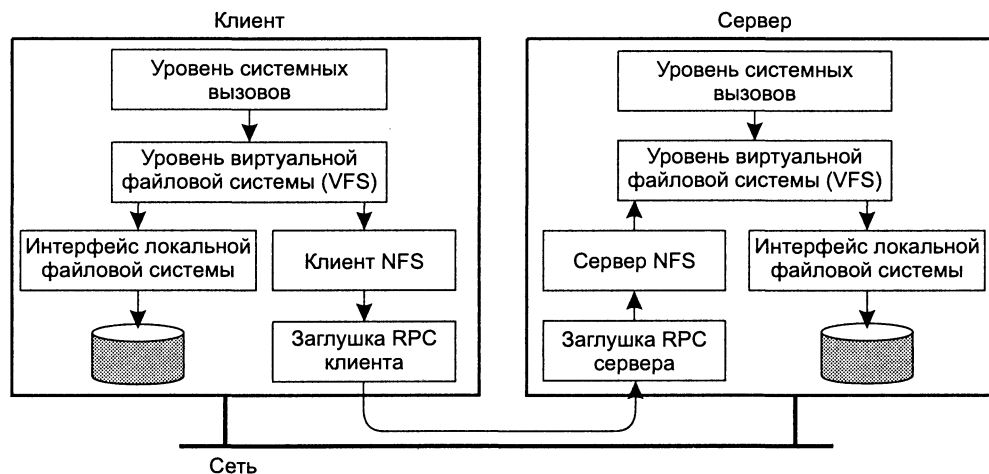 Клиент
Уровень системных
вызовов
Уровень виртуальной
файловой системы (VFS)
Интерфейс локальной
файловой системы
Клиент NFS
Заглушка RPC
клиента
Сервер
Уровень системных
вызовов
Уровень виртуальной
файловой системы (VFS)
Сервер NFS
Интерфейс локальной
файловой системы
Заглушка RPC
сервера
Сеть